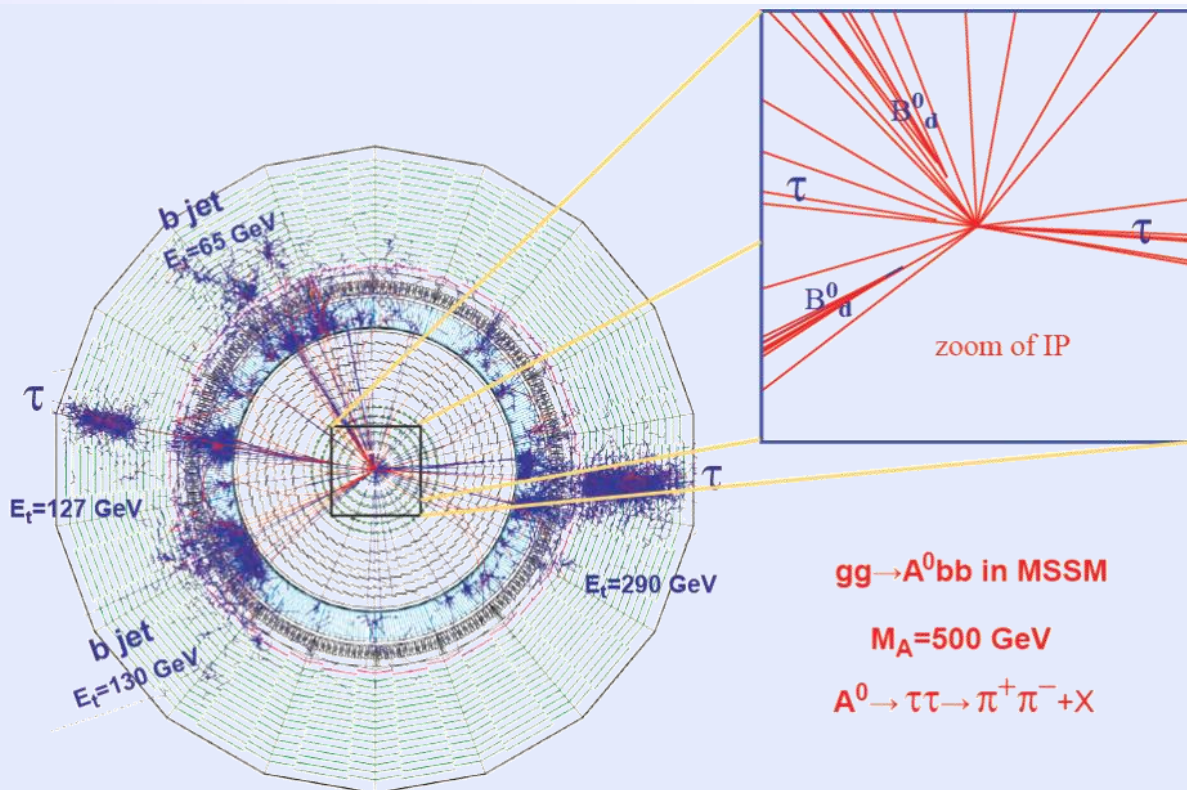 b jet
Eₜ=65 GeV
τ
Eₜ=127 GeV
b jet
Eₜ=130 GeV
τ
Eₜ=290 GeV
B⁰d
τ
τ
B⁰d
zoom of IP
gg→A⁰bb in MSSM
M_A=500 GeV
A⁰→ττ→π⁺π⁻+X